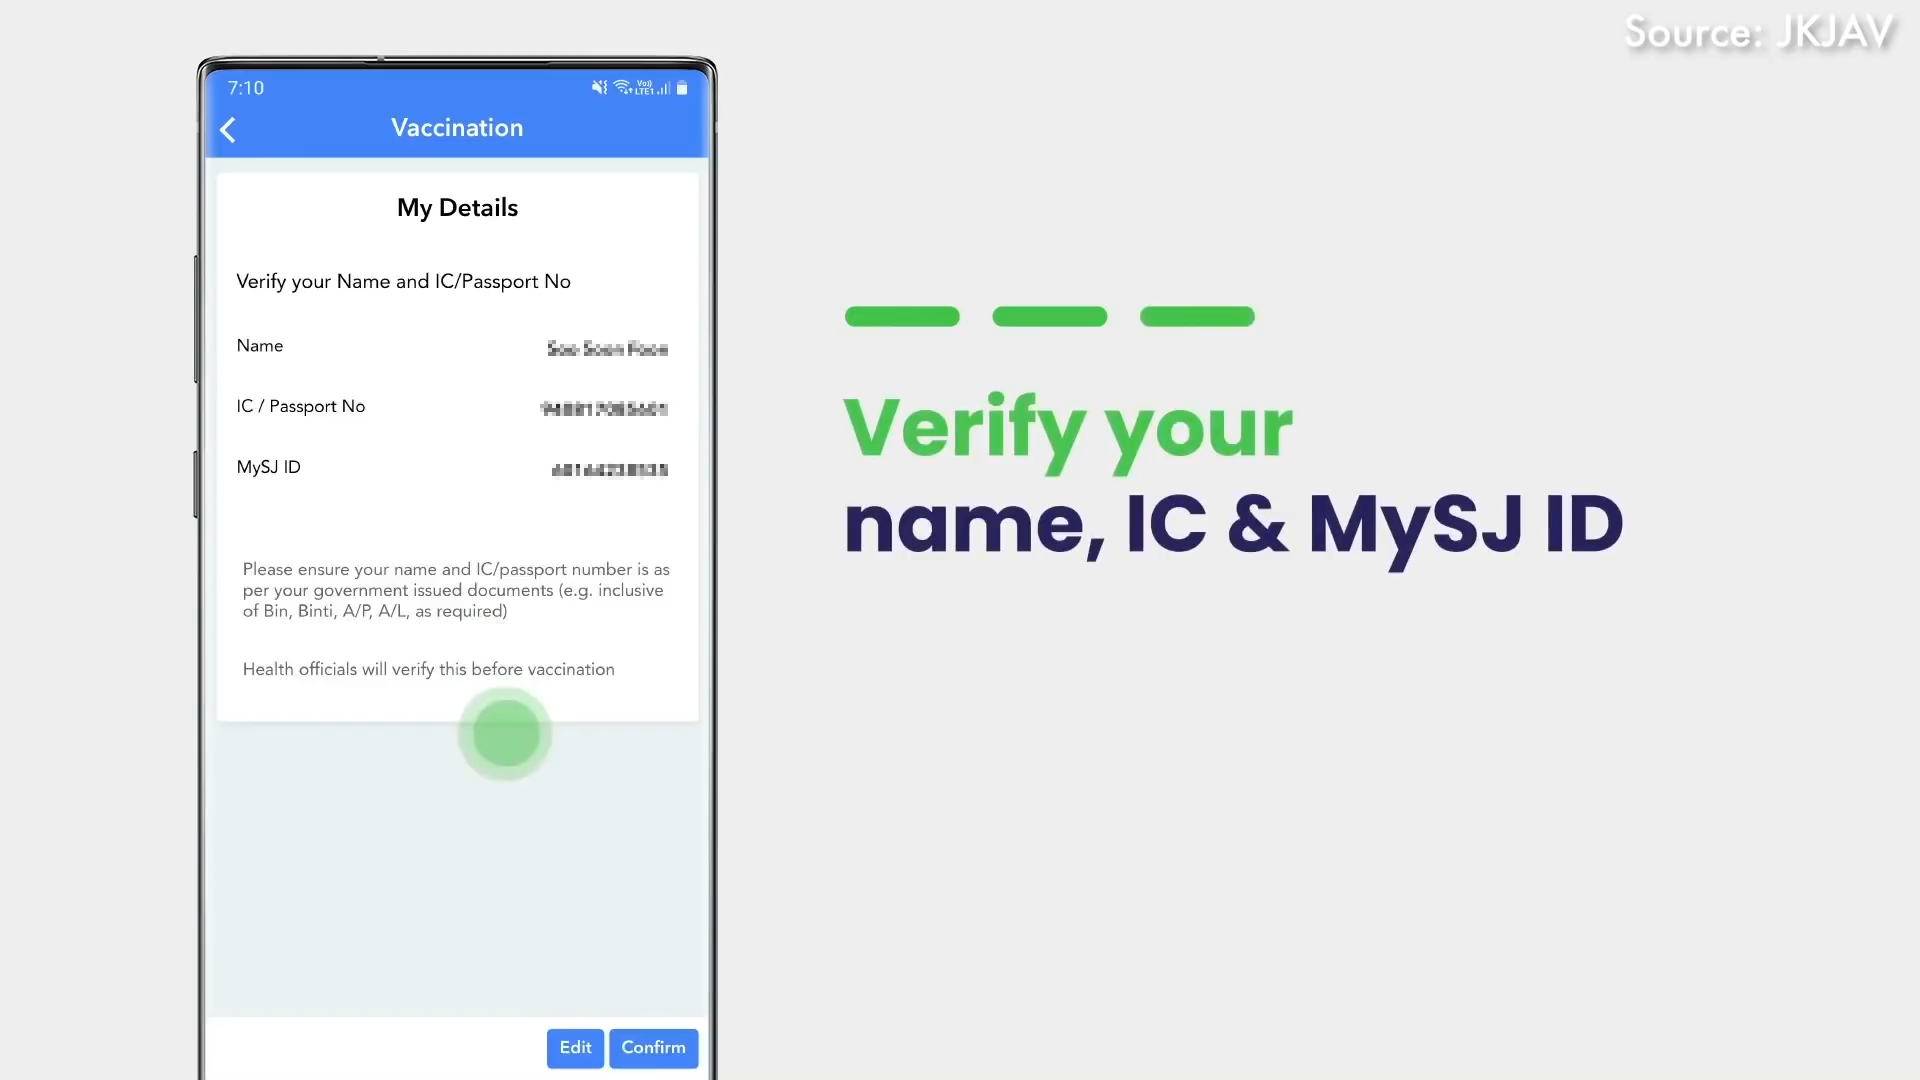 Source: JKJAV
7:10
Vo))
LTE1
Vaccination
My Details
Verify your Name and IC/Passport No
Name
IC / Passport No
MySJ ID
Please ensure your name and IC/passport number is as
per your government issued documents (e.g. inclusive
of Bin, Binti, A/P, A/L, as required)
Health officials will verify this before vaccination
Edit
Confirm
Verify your
name, IC & MySJ ID